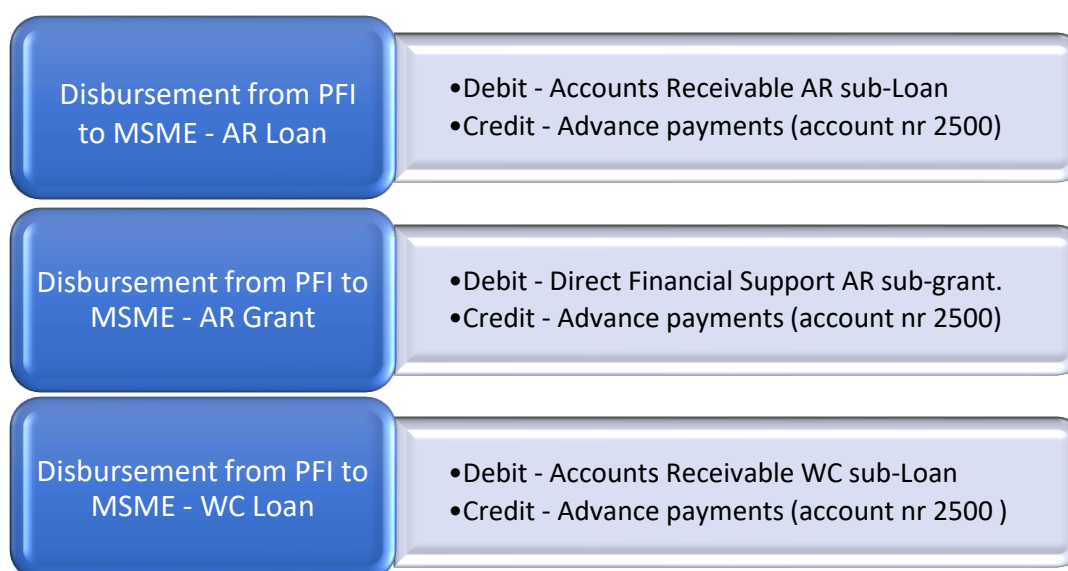 Disbursement from PFI
to MSME - AR Loan
•Debit - Accounts Receivable AR sub-Loan
•Credit - Advance payments (account nr 2500)
Disbursement from PFI to
MSME - AR Grant
•Debit - Direct Financial Support AR sub-grant.
•Credit - Advance payments (account nr 2500)
Disbursement from PFI to
MSME - WC Loan
•Debit - Accounts Receivable WC sub-Loan
•Credit - Advance payments (account nr 2500 )